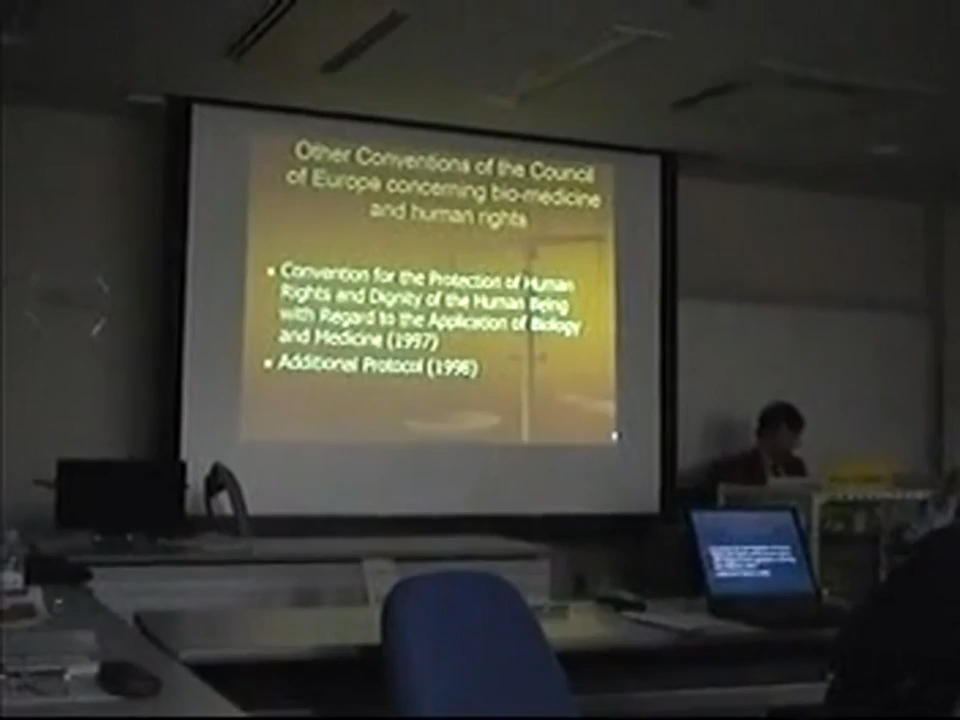 Other Conventions of the Council
of Europe concerning bio-medicine
and human rights
Convention for the Protection of Human
Rights and Dignity of the Human Being
with Regard to the Application of Biology
and Medicine (1997)
Additional Protocol (1998)